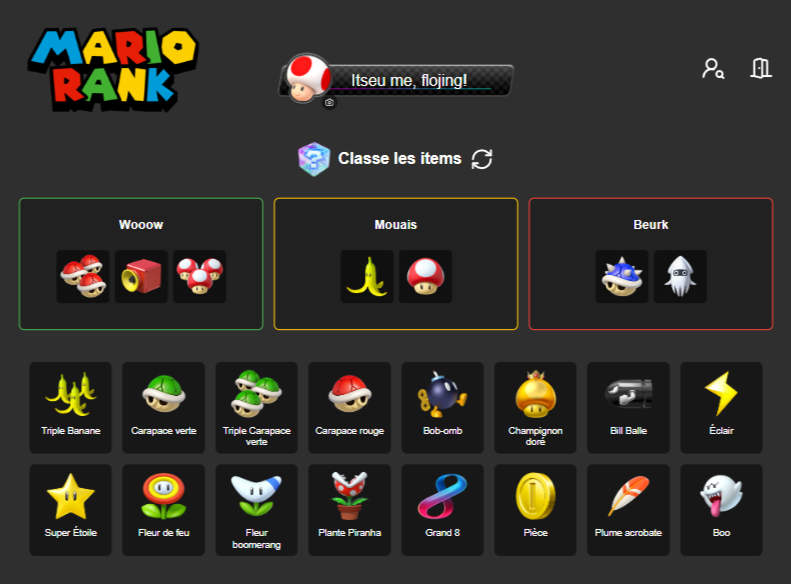 MARIO
RANK
Itseu me, flojing!
Classe les items
Wooow
Mouais
Beurk
Triple Banane
Carapace verte
Triple Carapace
verte
Carapace rouge
Bob-omb
Champignon
doré
Bill Balle
Éclair
Super Étoile
Fleur de feu
Fleur
boomerang
Plante Piranha
Grand 8
Pièce
Plume acrobate
Boo